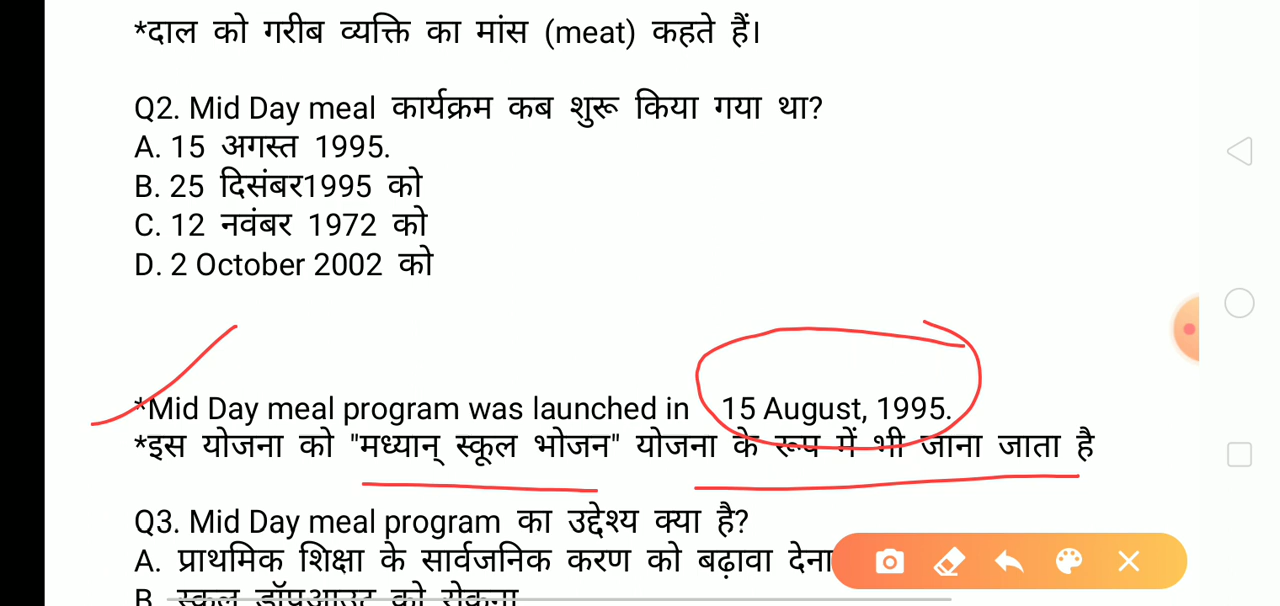 *दाल को गरीब व्यक्ति का मांस (meat) कहते हैं।
Q2. Mid Day meal कार्यक्रम कब शुरू किया गया था?
A. 15 अगस्त 1995.
B. 25 दिसंबर1995 को
C. 12 नवंबर 1972 को
D. 2 October 2002 को
*Mid Day meal program was launched in 15 August, 1995.
*इस योजना को "मध्यान् स्कूल भोजन" योजना के रूप में भी जाना जाता है
Q3. Mid Day meal program का उद्देश्य क्या है?
A. प्राथमिक शिक्षा के सार्वजनिक करण को बढ़ावा देना
B. स्कूल डॉपआउट को रोकना